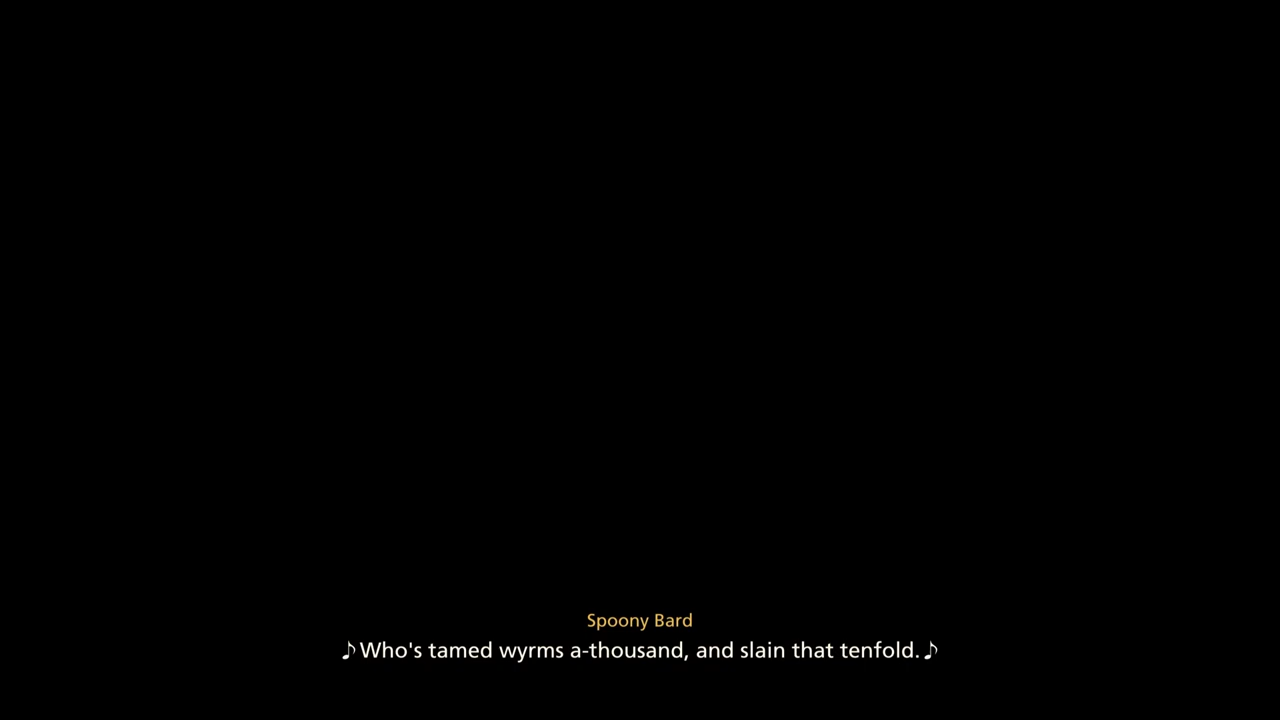 Spoony Bard
♪Who's tamed wyrms a-thousand, and slain that tenfold.♪